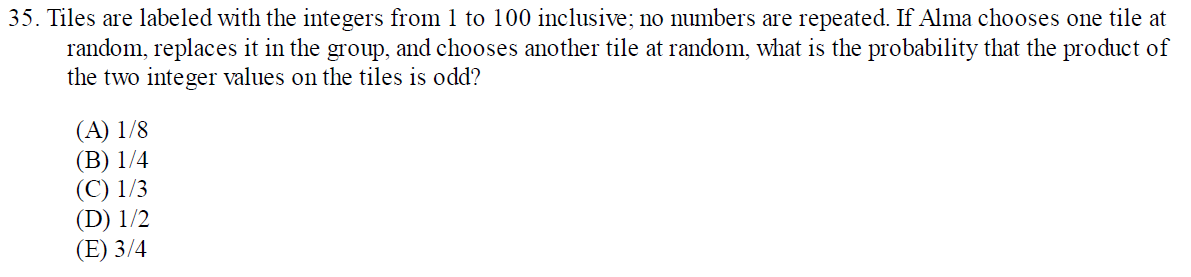 35. Tiles are labeled with the integers from 1 to 100 inclusive; no numbers are repeated. If Alma chooses one tile at
random, replaces it in the group, and chooses another tile at random, what is the probability that the product of
the two integer values on the tiles is odd?
(A) 1/8
(B) 1/4
(C) 1/3
(D) 1/2
(E) 3/4